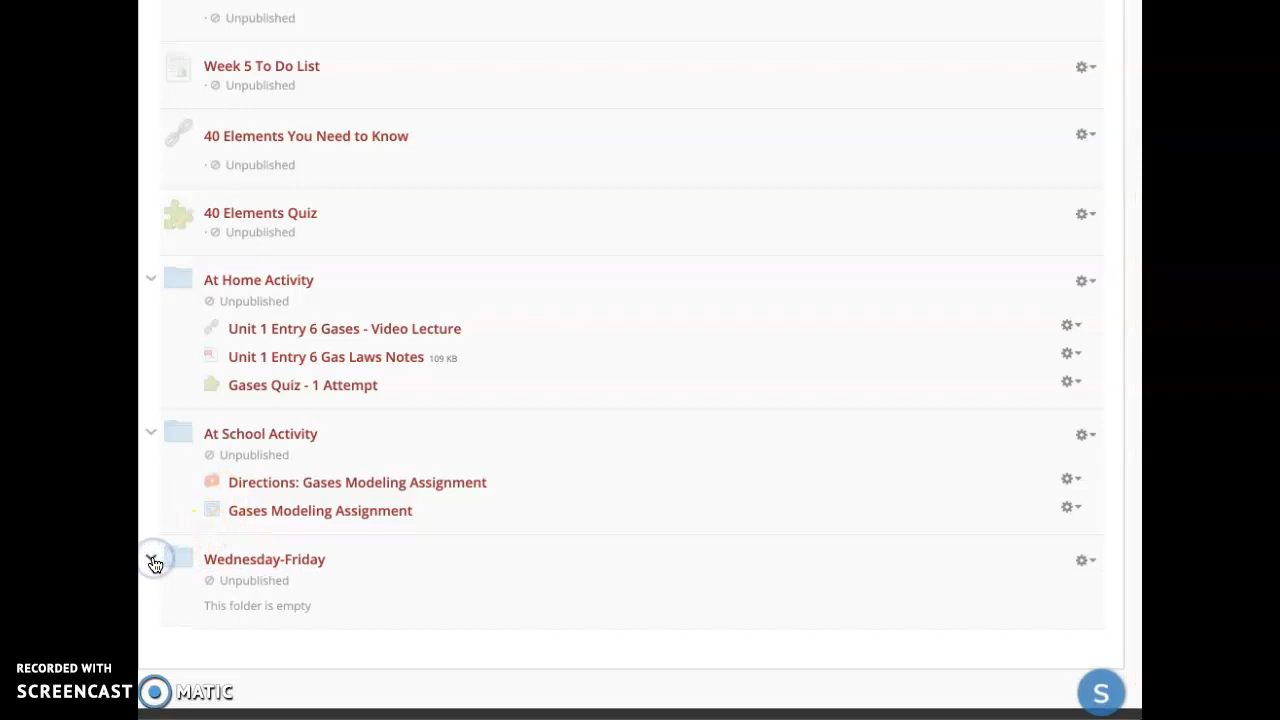 · Unpublished
Week 5 To Do List
· Unpublished
40 Elements You Need to Know
· Unpublished
40 Elements Quiz
· Unpublished
At Home Activity
Unpublished
Unit 1 Entry 6 Gases - Video Lecture
Unit 1 Entry 6 Gas Laws Notes 109 KB
Gases Quiz - 1 Attempt
At School Activity
Unpublished
Directions: Gases Modeling Assignment
Gases Modeling Assignment
Wednesday-Friday
Unpublished
This folder is empty
RECORDED WITH
SCREENCAST MATIC
S